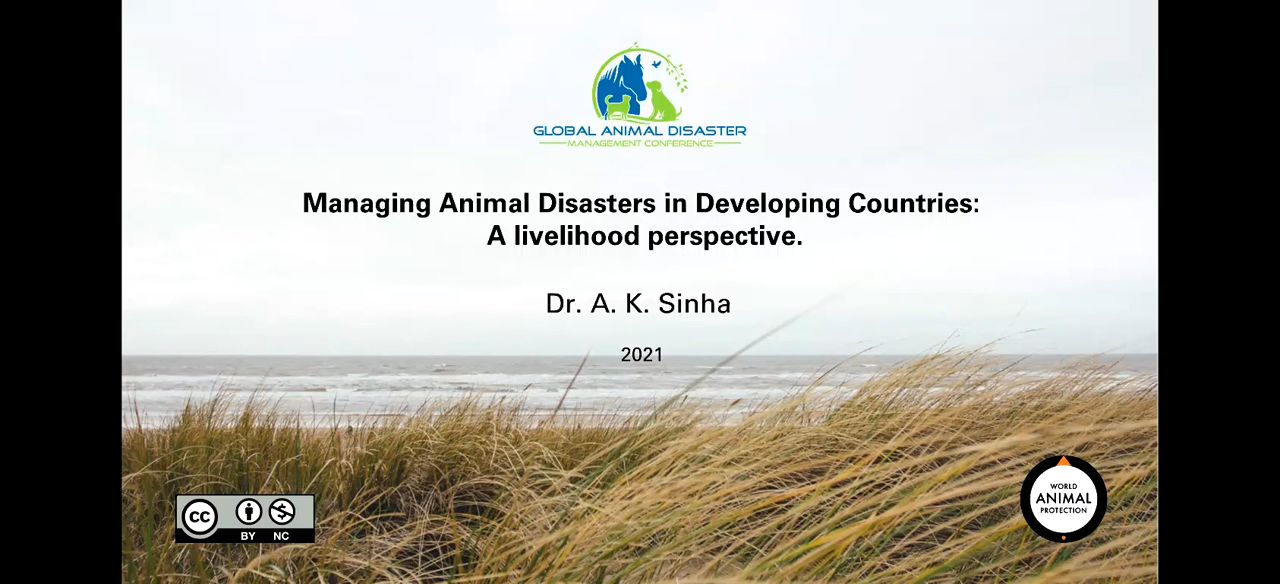 GLOBAL ANIMAL DISASTER
MANAGEMENT CONFERENCE
Managing Animal Disasters in Developing Countries:
A livelihood perspective.
Dr. A. K. Sinha
2021
cc
BY NC
WORLD
ANIMAL
PROTECTION